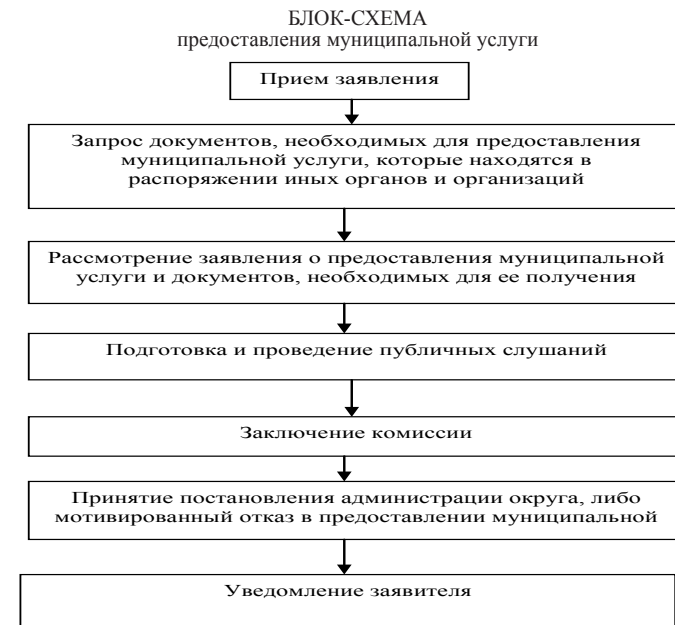 БЛОК-СХЕМА
предоставления муниципальной услуги
Прием заявления
Запрос документов, необходимых для предоставления
муниципальной услуги, которые находятся в
распоряжении иных органов и организаций
Рассмотрение заявления о предоставления муниципальной
услуги и документов, необходимых для ее получения
Подготовка и проведение публичных слушаний
Заключение комиссии
Принятие постановления администрации округа, либо
мотивированный отказ в предоставлении муниципальной
Уведомление заявителя